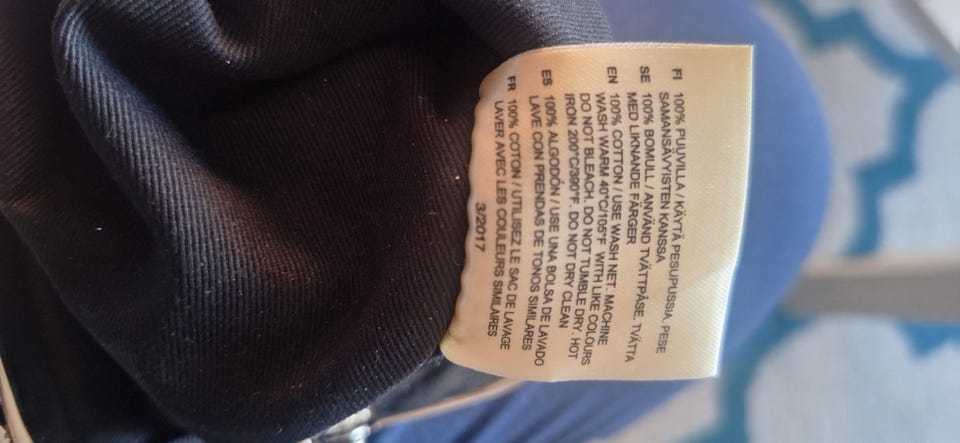 FI 100% PUUVILLA / KÄYTÄ PESUPUSSIA. PESE
SAMANSÄVYISTEN KANSSA
SE 100% BOMULL / ANVÄND TVÄTTPÅSE. TVÄTTA
MED LIKNANDE FÄRGER
EN 100% COTTON / USE WASH NET. MACHINE
WASH WARM 40°C/105°F WITH LIKE COLOURS
DO NOT BLEACH. DO NOT TUMBLE DRY. HOT
IRON 200°C/390°F. DO NOT DRY CLEAN
ES 100% ALGODÓN / USE UNA BOLSA DE LAVADO
LAVE CON PRENDAS DE TONOS SIMILARES
FR 100% COTON / UTILISEZ LE SAC DE LAVAGE
LAVER AVEC LES COULEURS SIMILAIRES
3/2017